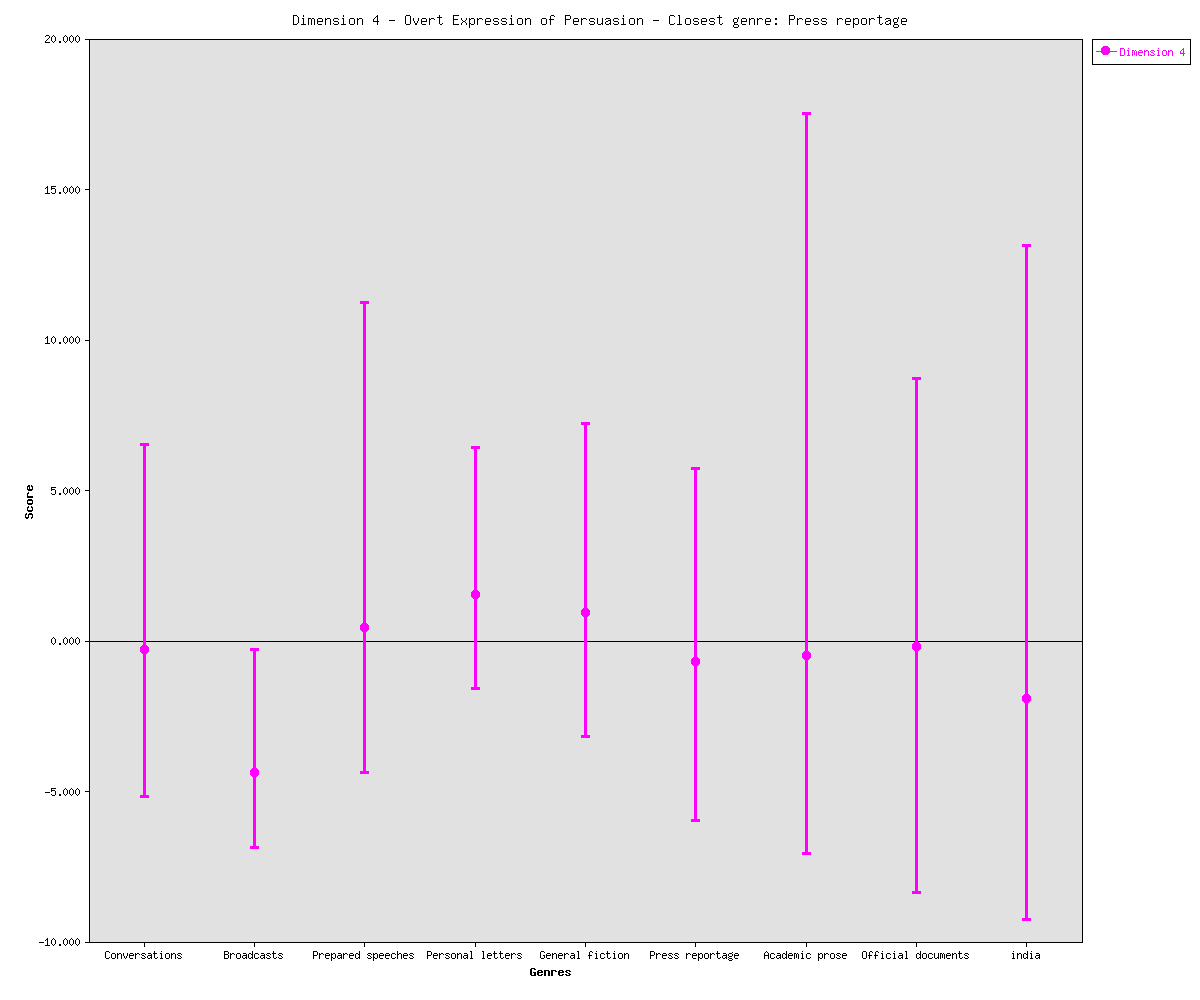 Dimension 4 - Overt Expression of Persuasion - Closest genre: Press reportage
Dimension 4
20.000
15.000
10.000
5.000
0.000
-5.000
-10.000
Score
Conversations Broadcasts Prepared speeches Personal letters General fiction Press reportage Academic prose Official documents india
Genres